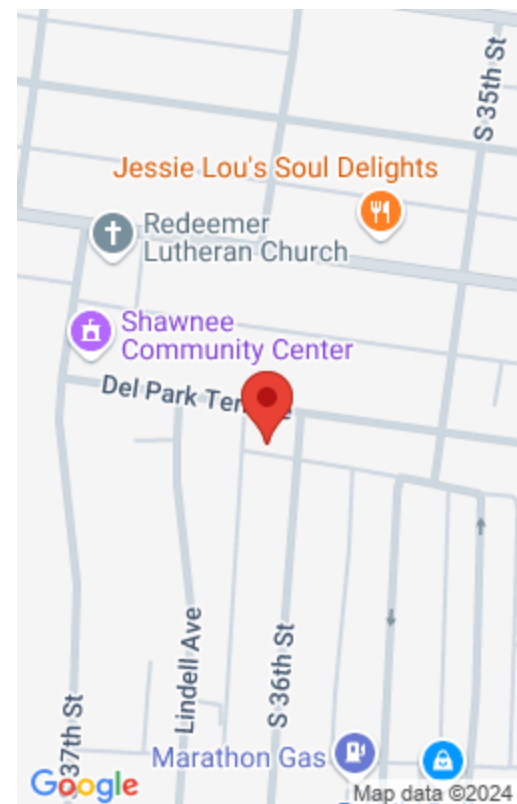 S 35th St
Jessie Lou's Soul Delights
Redeemer
Lutheran Church
Shawnee
Community Center
Del Park Ter
Lindell Ave
S 36th St
37th St
Marathon Gas
Google
Map data ©2024